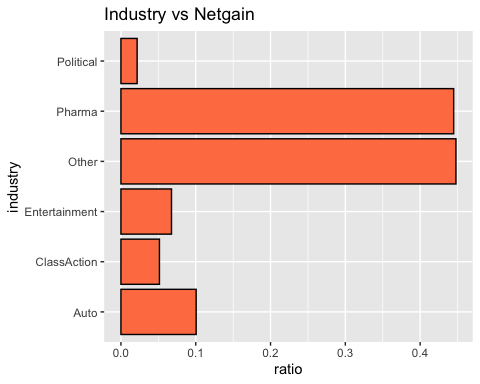 Industry vs Netgain
Political
Pharma
Other
Entertainment
ClassAction
Auto
industry
0.0 0.1 0.2 0.3 0.4
ratio